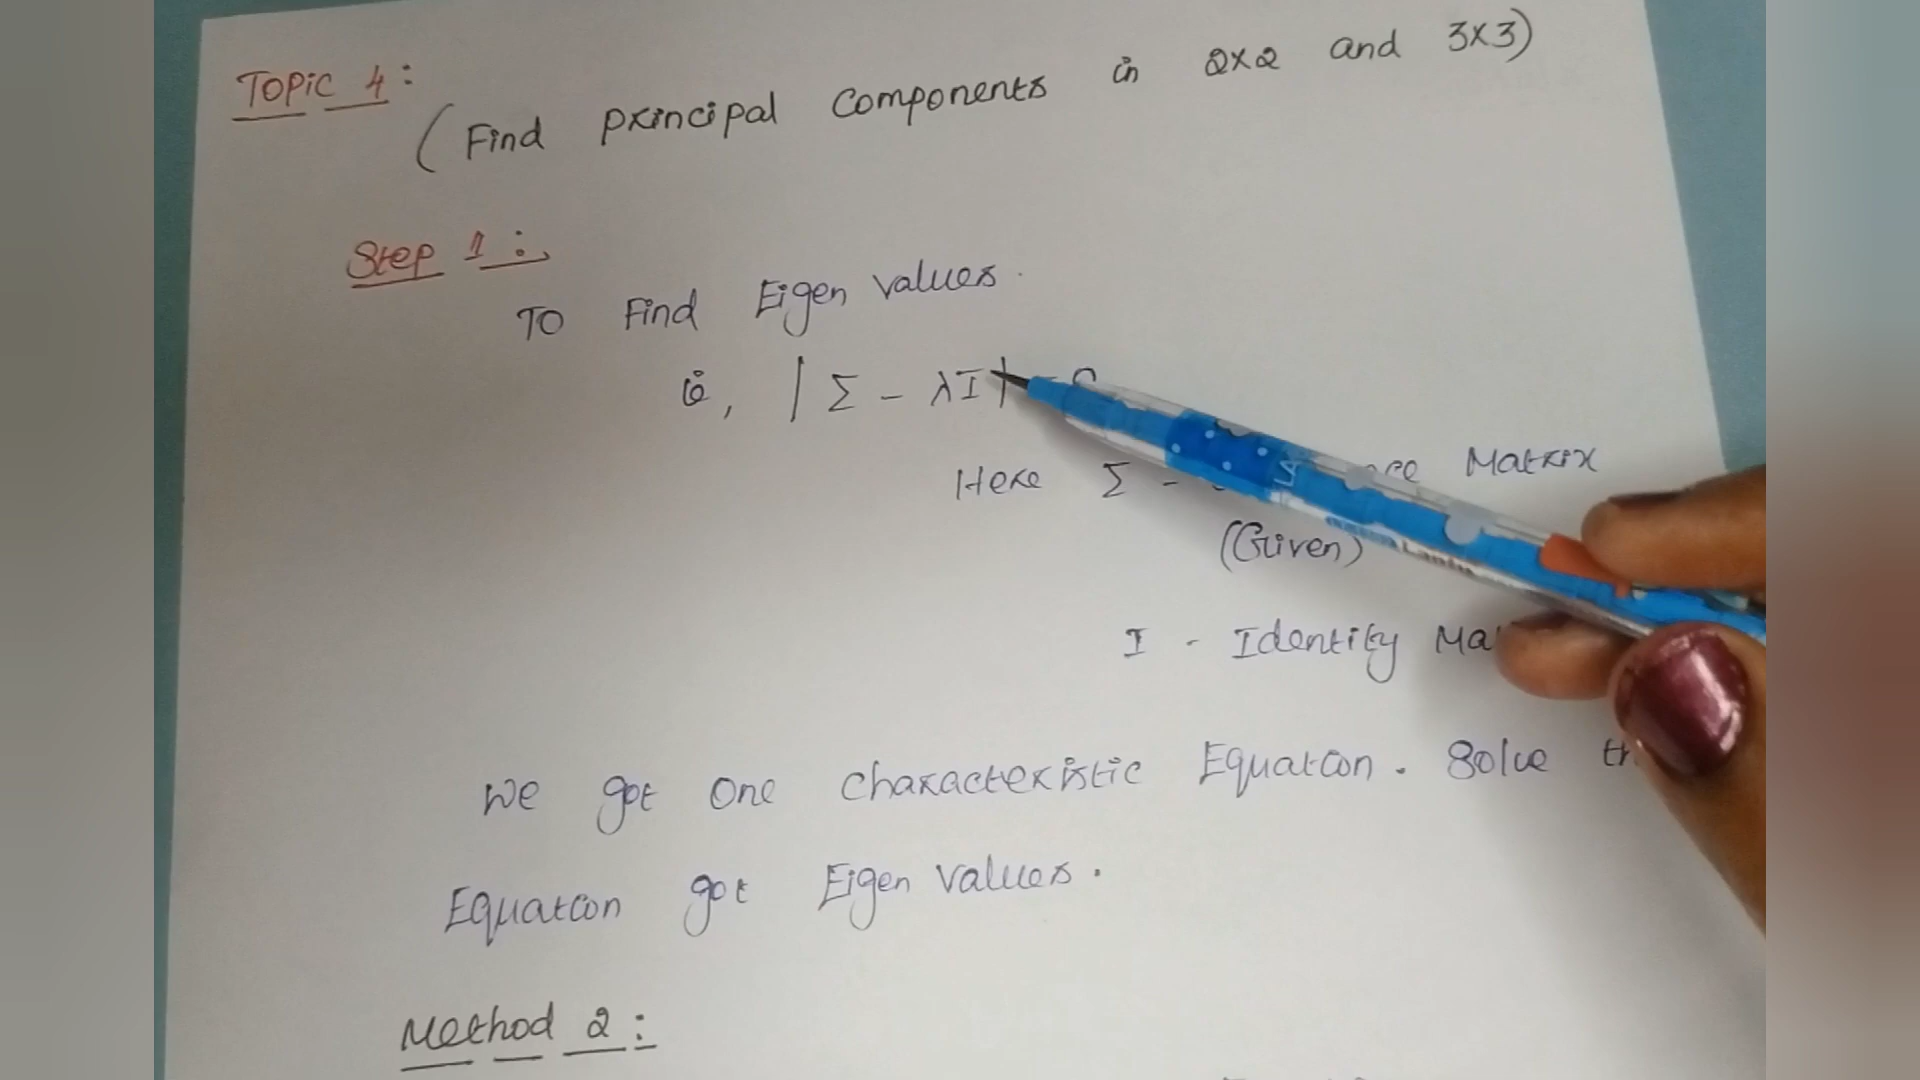 Topic 4:
(Find principal components in 2x2 and 3x3)
Step 1:
To Find Eigen values.
ie, | Σ - λI | = 0
Here Σ - Matrix
(Given)
I - Identity
We got one characteristic Equation. Solve
Equation got Eigen values.
Method 2: